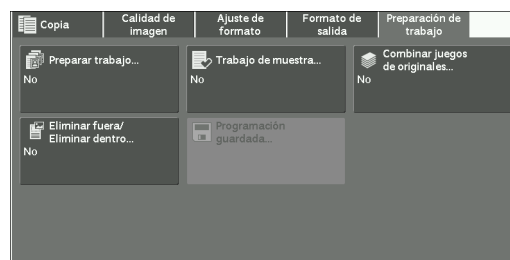 Copia
Calidad de
imagen
Ajuste de
formato
Formato de
salida
Preparación de
trabajo
Preparar trabajo...
No
Trabajo de muestra...
No
Combinar juegos
de originales...
No
Eliminar fuera/
Eliminar dentro...
No
Programación
guardada...